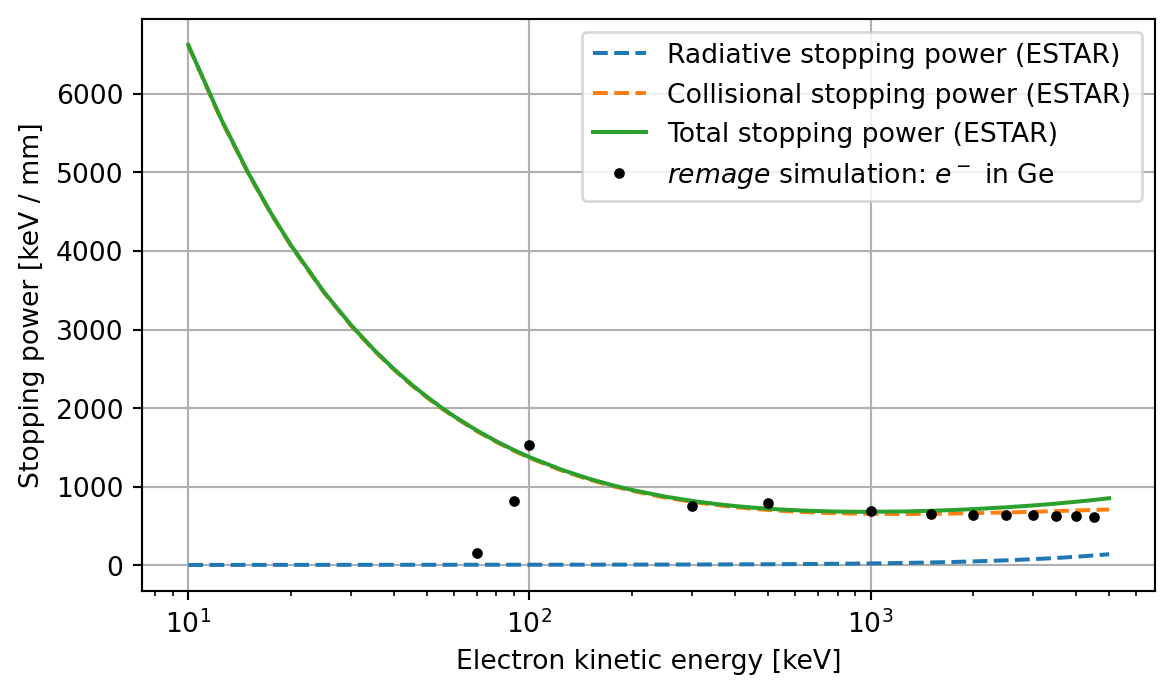 Radiative stopping power (ESTAR)
Collisional stopping power (ESTAR)
Total stopping power (ESTAR)
remage simulation: e⁻ in Ge
Stopping power [keV / mm]
6000
5000
4000
3000
2000
1000
0
10¹
10²
10³
Electron kinetic energy [keV]